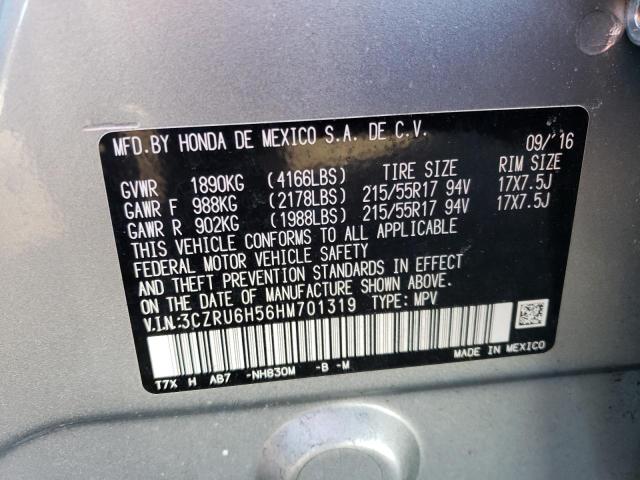 MFD.BY HONDA DE MEXICO S.A. DE C.V. 09/'16
TIRE SIZE RIM SIZE
GVWR 1890KG (4166LBS)
GAWR F 988KG (2178LBS) 215/55R17 94V 17X7.5J
GAWR R 902KG (1988LBS) 215/55R17 94V 17X7.5J
THIS VEHICLE CONFORMS TO ALL APPLICABLE
FEDERAL MOTOR VEHICLE SAFETY
AND THEFT PREVENTION STANDARDS IN EFFECT
ON THE DATE OF MANUFACTURE SHOWN ABOVE.
V.I.N.:3CZRU6H56HM701319 TYPE: MPV
MADE IN MEXICO
T7X H AB7 -NH830M -B -M